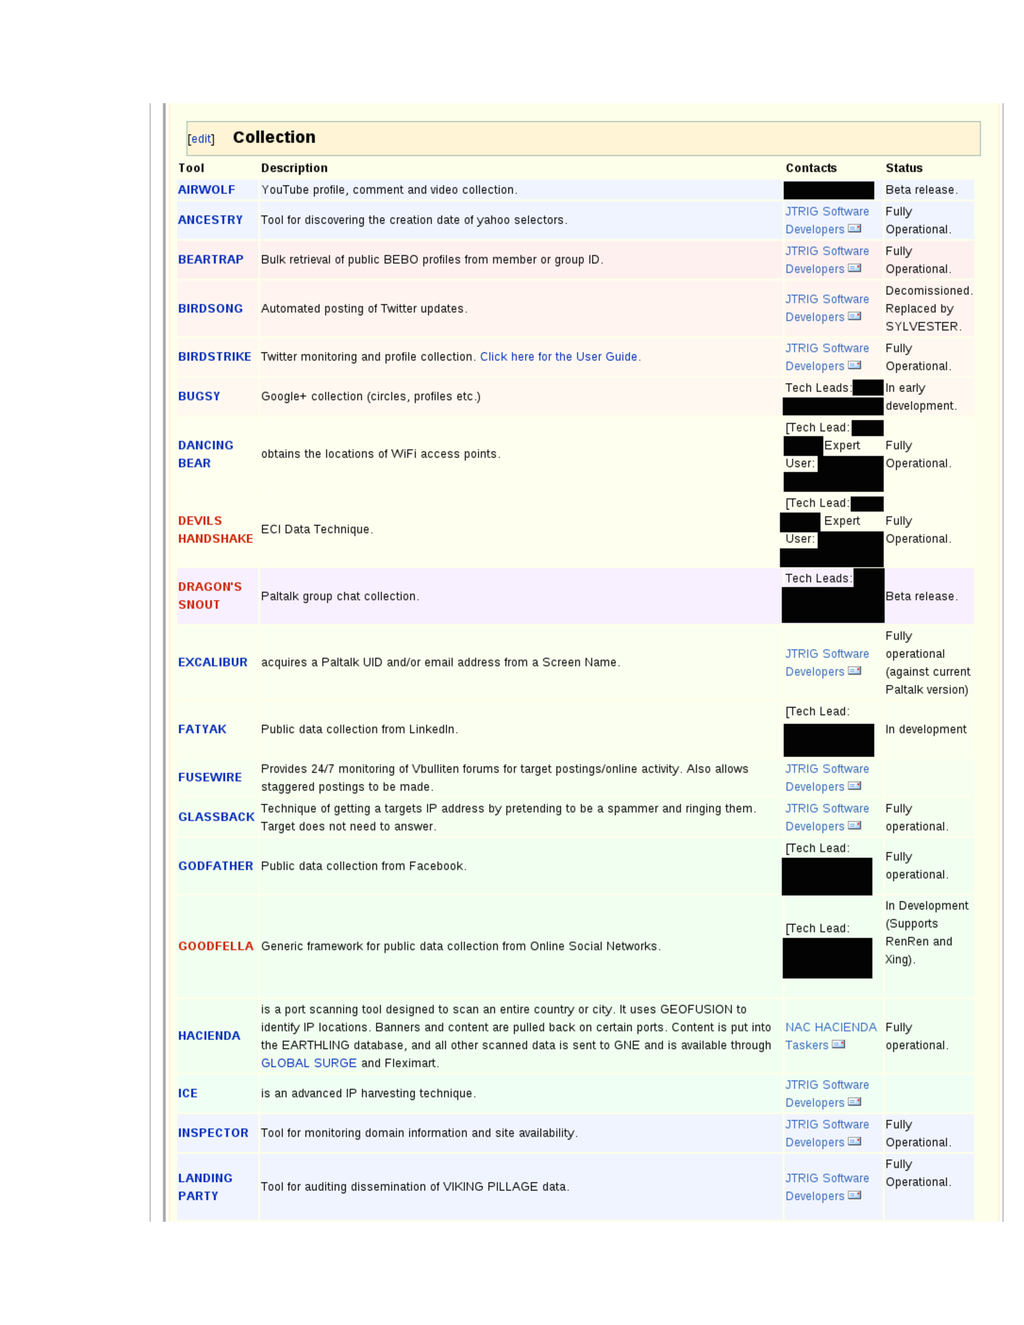 [edit] Collection
Tool Description Contacts Status
AIRWOLF YouTube profile, comment and video collection. Beta release.
ANCESTRY Tool for discovering the creation date of yahoo selectors. JTRIG Software Developers Fully Operational.
BEARTRAP Bulk retrieval of public BEBO profiles from member or group ID. JTRIG Software Developers Fully Operational.
BIRDSONG Automated posting of Twitter updates. JTRIG Software Developers Decomissioned. Replaced by SYLVESTER.
BIRDSTRIKE Twitter monitoring and profile collection. Click here for the User Guide. JTRIG Software Developers Fully Operational.
BUGSY Google+ collection (circles, profiles etc.) Tech Leads: In early development.
DANCING BEAR obtains the locations of WiFi access points. [Tech Lead: Expert User: Fully Operational.
DEVILS HANDSHAKE ECI Data Technique. [Tech Lead: Expert User: Fully Operational.
DRAGON'S SNOUT Paltalk group chat collection. Tech Leads: Beta release.
EXCALIBUR acquires a Paltalk UID and/or email address from a Screen Name. JTRIG Software Developers Fully operational (against current Paltalk version)
FATYAK Public data collection from LinkedIn. [Tech Lead: In development
FUSEWIRE Provides 24/7 monitoring of Vbulliten forums for target postings/online activity. Also allows staggered postings to be made. JTRIG Software Developers
GLASSBACK Technique of getting a targets IP address by pretending to be a spammer and ringing them. Target does not need to answer. JTRIG Software Developers Fully operational.
GODFATHER Public data collection from Facebook. [Tech Lead: Fully operational.
GOODFELLA Generic framework for public data collection from Online Social Networks. [Tech Lead: In Development (Supports RenRen and Xing).
HACIENDA is a port scanning tool designed to scan an entire country or city. It uses GEOFUSION to identify IP locations. Banners and content are pulled back on certain ports. Content is put into the EARTHLING database, and all other scanned data is sent to GNE and is available through GLOBAL SURGE and Fleximart. NAC HACIENDA Taskers Fully operational.
ICE is an advanced IP harvesting technique. JTRIG Software Developers
INSPECTOR Tool for monitoring domain information and site availability. JTRIG Software Developers Fully Operational.
LANDING PARTY Tool for auditing dissemination of VIKING PILLAGE data. JTRIG Software Developers Fully Operational.